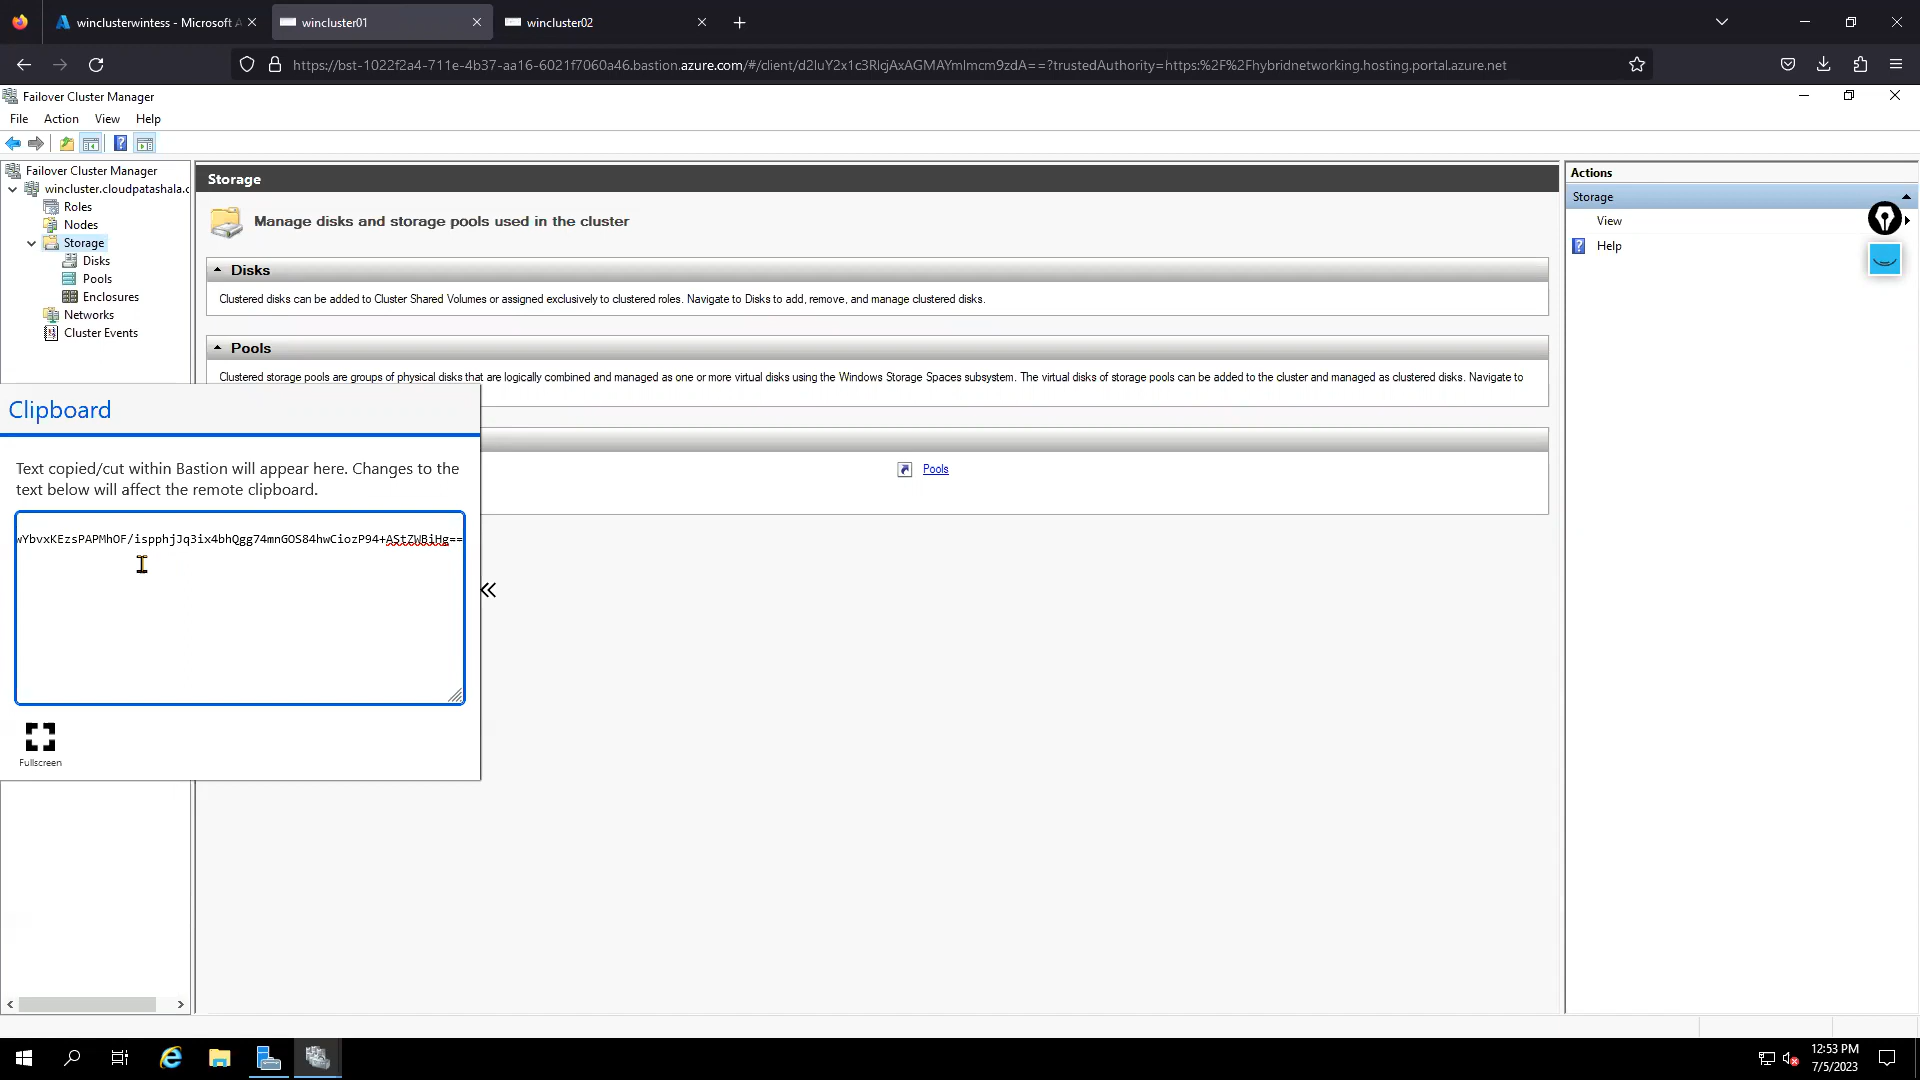 winclusterwintess - Microsoft A
wincluster01
wincluster02
https://bst-1022f2a4-711e-4b37-aa16-6021f7060a46.bastion.azure.com/#/client/d2luY2x1c3RlcjAxAGMAYmlmcm9zdA==?trustedAuthority=https:%2F%2Fhybridnetworking.hosting.portal.azure.net
Failover Cluster Manager
File Action View Help
Failover Cluster Manager
wincluster.cloudpatashala.c
Roles
Nodes
Storage
Disks
Pools
Enclosures
Networks
Cluster Events
Storage
Manage disks and storage pools used in the cluster
Disks
Clustered disks can be added to Cluster Shared Volumes or assigned exclusively to clustered roles. Navigate to Disks to add, remove, and manage clustered disks.
Pools
Clustered storage pools are groups of physical disks that are logically combined and managed as one or more virtual disks using the Windows Storage Spaces subsystem. The virtual disks of storage pools can be added to the cluster and managed as clustered disks. Navigate to
Pools
Actions
Storage
View
Help
Clipboard
Text copied/cut within Bastion will appear here. Changes to the
text below will affect the remote clipboard.
wYbvxKEzsPAPMhOF/ispphjJq3ix4bhQgg74mnGOS84hwCiozP94+AStZWBiHg==
Fullscreen
12:53 PM
7/5/2023